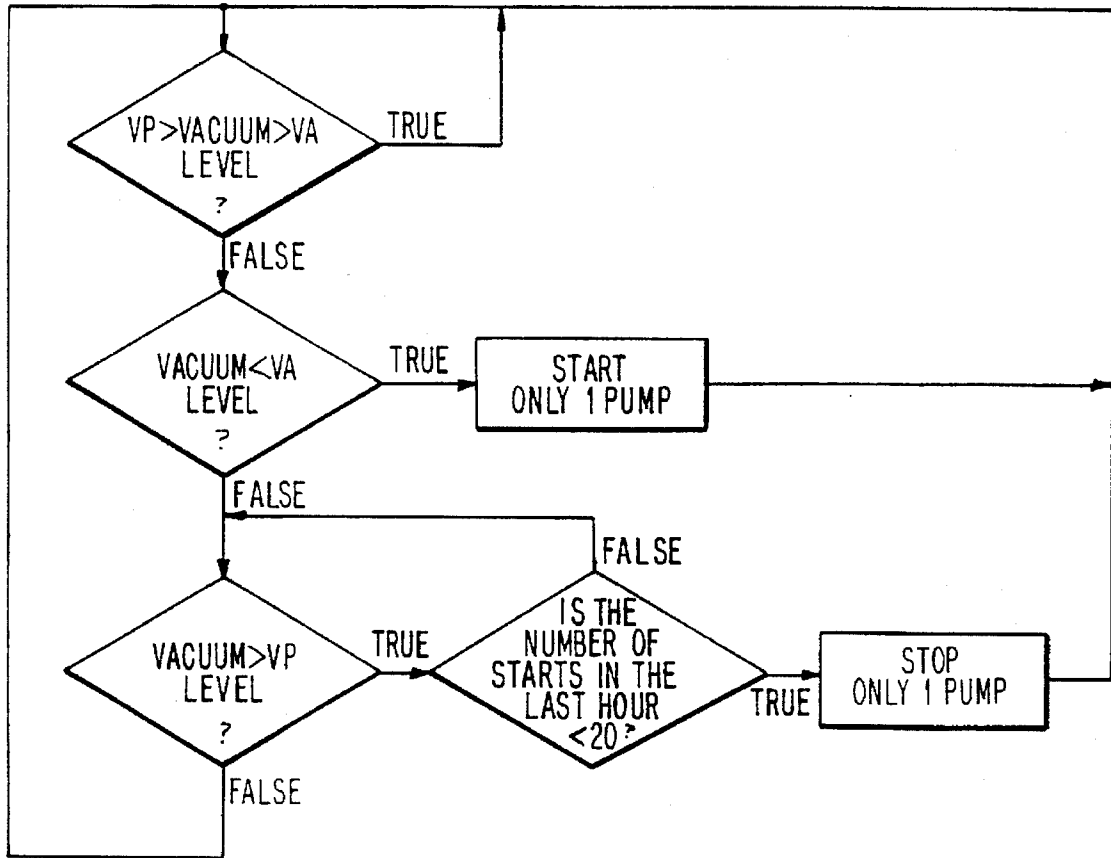 VP>VACUUM>VA
LEVEL
?
TRUE
FALSE
VACUUM<VA
LEVEL
?
TRUE
START
ONLY 1 PUMP
FALSE
FALSE
VACUUM>VP
LEVEL
?
TRUE
IS THE
NUMBER OF
STARTS IN THE
LAST HOUR
<20?
TRUE
STOP
ONLY 1 PUMP
FALSE